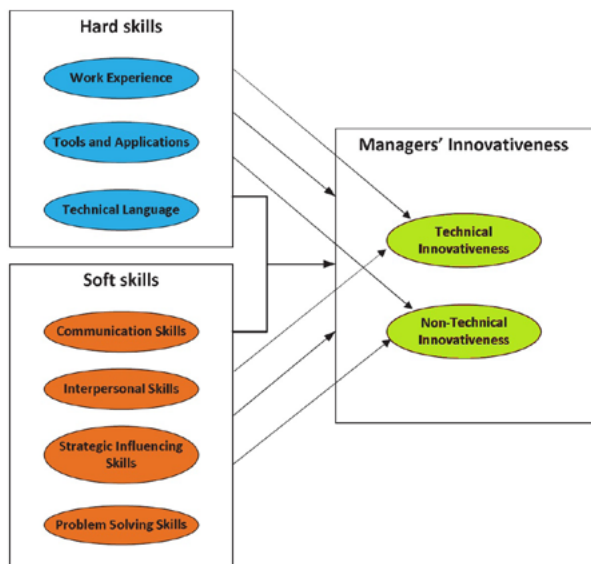 Hard skills
Work Experience
Tools and Applications
Technical Language
Soft skills
Communication Skills
Interpersonal Skills
Strategic Influencing
Skills
Problem Solving Skills
Managers' Innovativeness
Technical
Innovativeness
Non-Technical
Innovativeness